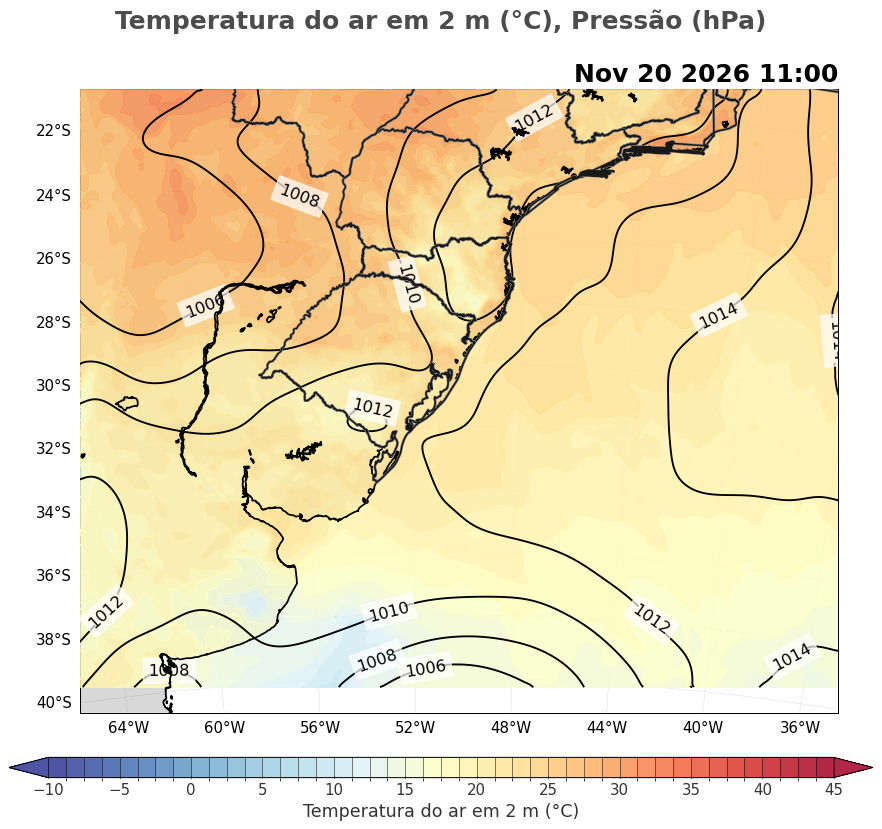 Temperatura do ar em 2 m (°C), Pressão (hPa)
Nov 20 2026 11:00
22°S
24°S
26°S
28°S
30°S
32°S
34°S
36°S
38°S
40°S
1012
1008
1010
1006
1014
1012
1012
1010
1012
1008
1006
1014
1008
64°W 60°W 56°W 52°W 48°W 44°W 40°W 36°W
−10 −5 0 5 10 15 20 25 30 35 40 45
Temperatura do ar em 2 m (°C)